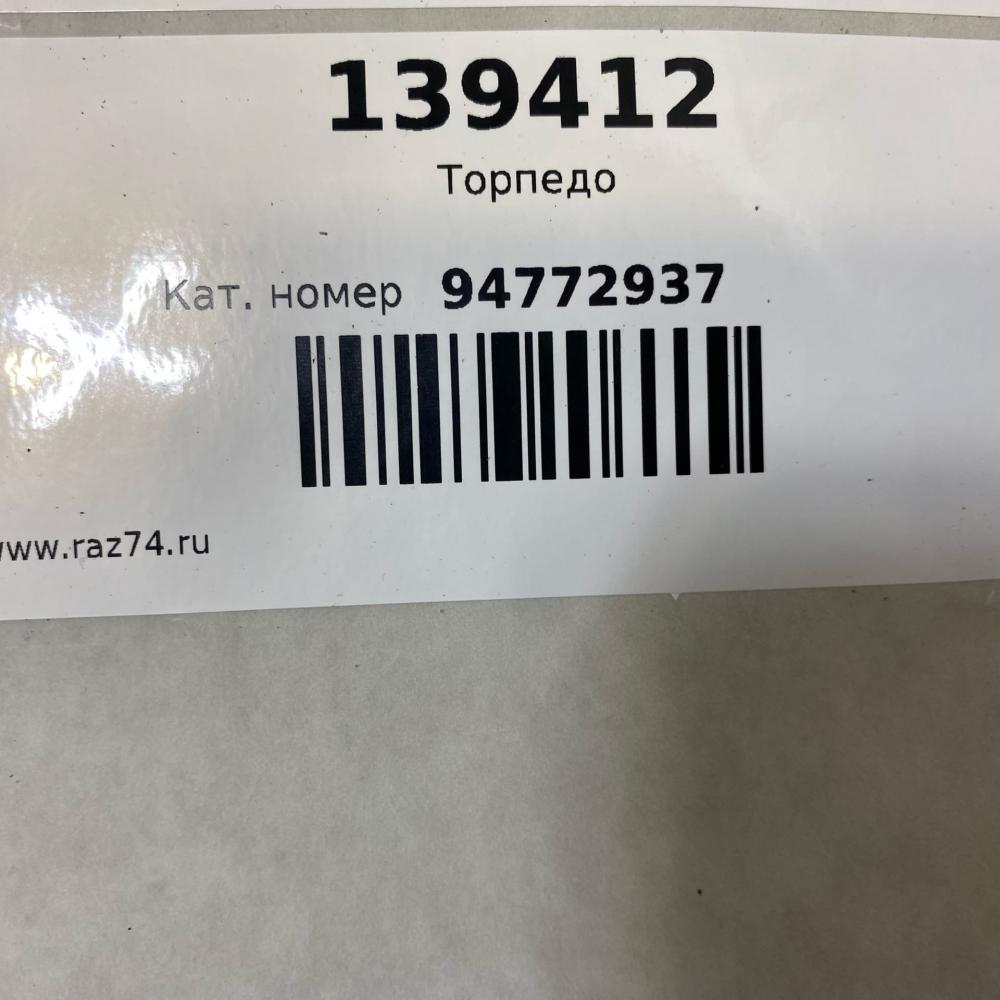 139412
Торпедо
Кат. номер 94772937
www.raz74.ru